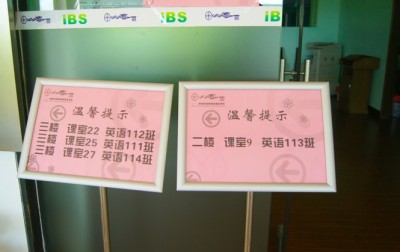 iBS
iBS
iBS
温馨提示
三楼 课室22 英语112班
三楼 课室25 英语111班
三楼 课室27 英语114班
温馨提示
二楼 课室9 英语113班